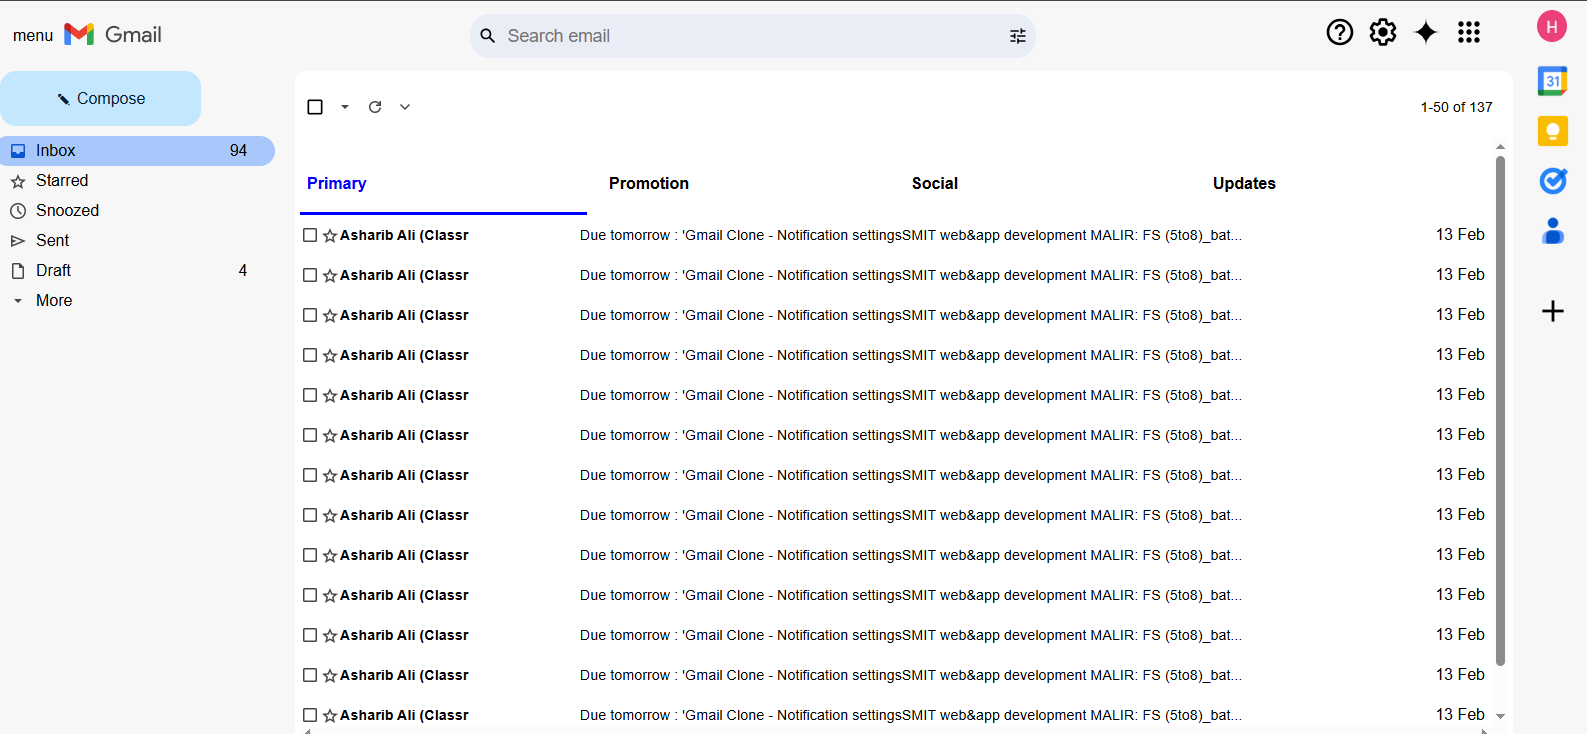 menu Gmail
Search email
H
Compose
31
1-50 of 137
Inbox 94
Starred
Snoozed
Sent
Draft 4
More
Primary Promotion Social Updates
Asharib Ali (Classr Due tomorrow : 'Gmail Clone - Notification settingsSMIT web&app development MALIR: FS (5to8)_bat... 13 Feb
Asharib Ali (Classr Due tomorrow : 'Gmail Clone - Notification settingsSMIT web&app development MALIR: FS (5to8)_bat... 13 Feb
Asharib Ali (Classr Due tomorrow : 'Gmail Clone - Notification settingsSMIT web&app development MALIR: FS (5to8)_bat... 13 Feb
Asharib Ali (Classr Due tomorrow : 'Gmail Clone - Notification settingsSMIT web&app development MALIR: FS (5to8)_bat... 13 Feb
Asharib Ali (Classr Due tomorrow : 'Gmail Clone - Notification settingsSMIT web&app development MALIR: FS (5to8)_bat... 13 Feb
Asharib Ali (Classr Due tomorrow : 'Gmail Clone - Notification settingsSMIT web&app development MALIR: FS (5to8)_bat... 13 Feb
Asharib Ali (Classr Due tomorrow : 'Gmail Clone - Notification settingsSMIT web&app development MALIR: FS (5to8)_bat... 13 Feb
Asharib Ali (Classr Due tomorrow : 'Gmail Clone - Notification settingsSMIT web&app development MALIR: FS (5to8)_bat... 13 Feb
Asharib Ali (Classr Due tomorrow : 'Gmail Clone - Notification settingsSMIT web&app development MALIR: FS (5to8)_bat... 13 Feb
Asharib Ali (Classr Due tomorrow : 'Gmail Clone - Notification settingsSMIT web&app development MALIR: FS (5to8)_bat... 13 Feb
Asharib Ali (Classr Due tomorrow : 'Gmail Clone - Notification settingsSMIT web&app development MALIR: FS (5to8)_bat... 13 Feb
Asharib Ali (Classr Due tomorrow : 'Gmail Clone - Notification settingsSMIT web&app development MALIR: FS (5to8)_bat... 13 Feb
Asharib Ali (Classr Due tomorrow : 'Gmail Clone - Notification settingsSMIT web&app development MALIR: FS (5to8)_bat... 13 Feb